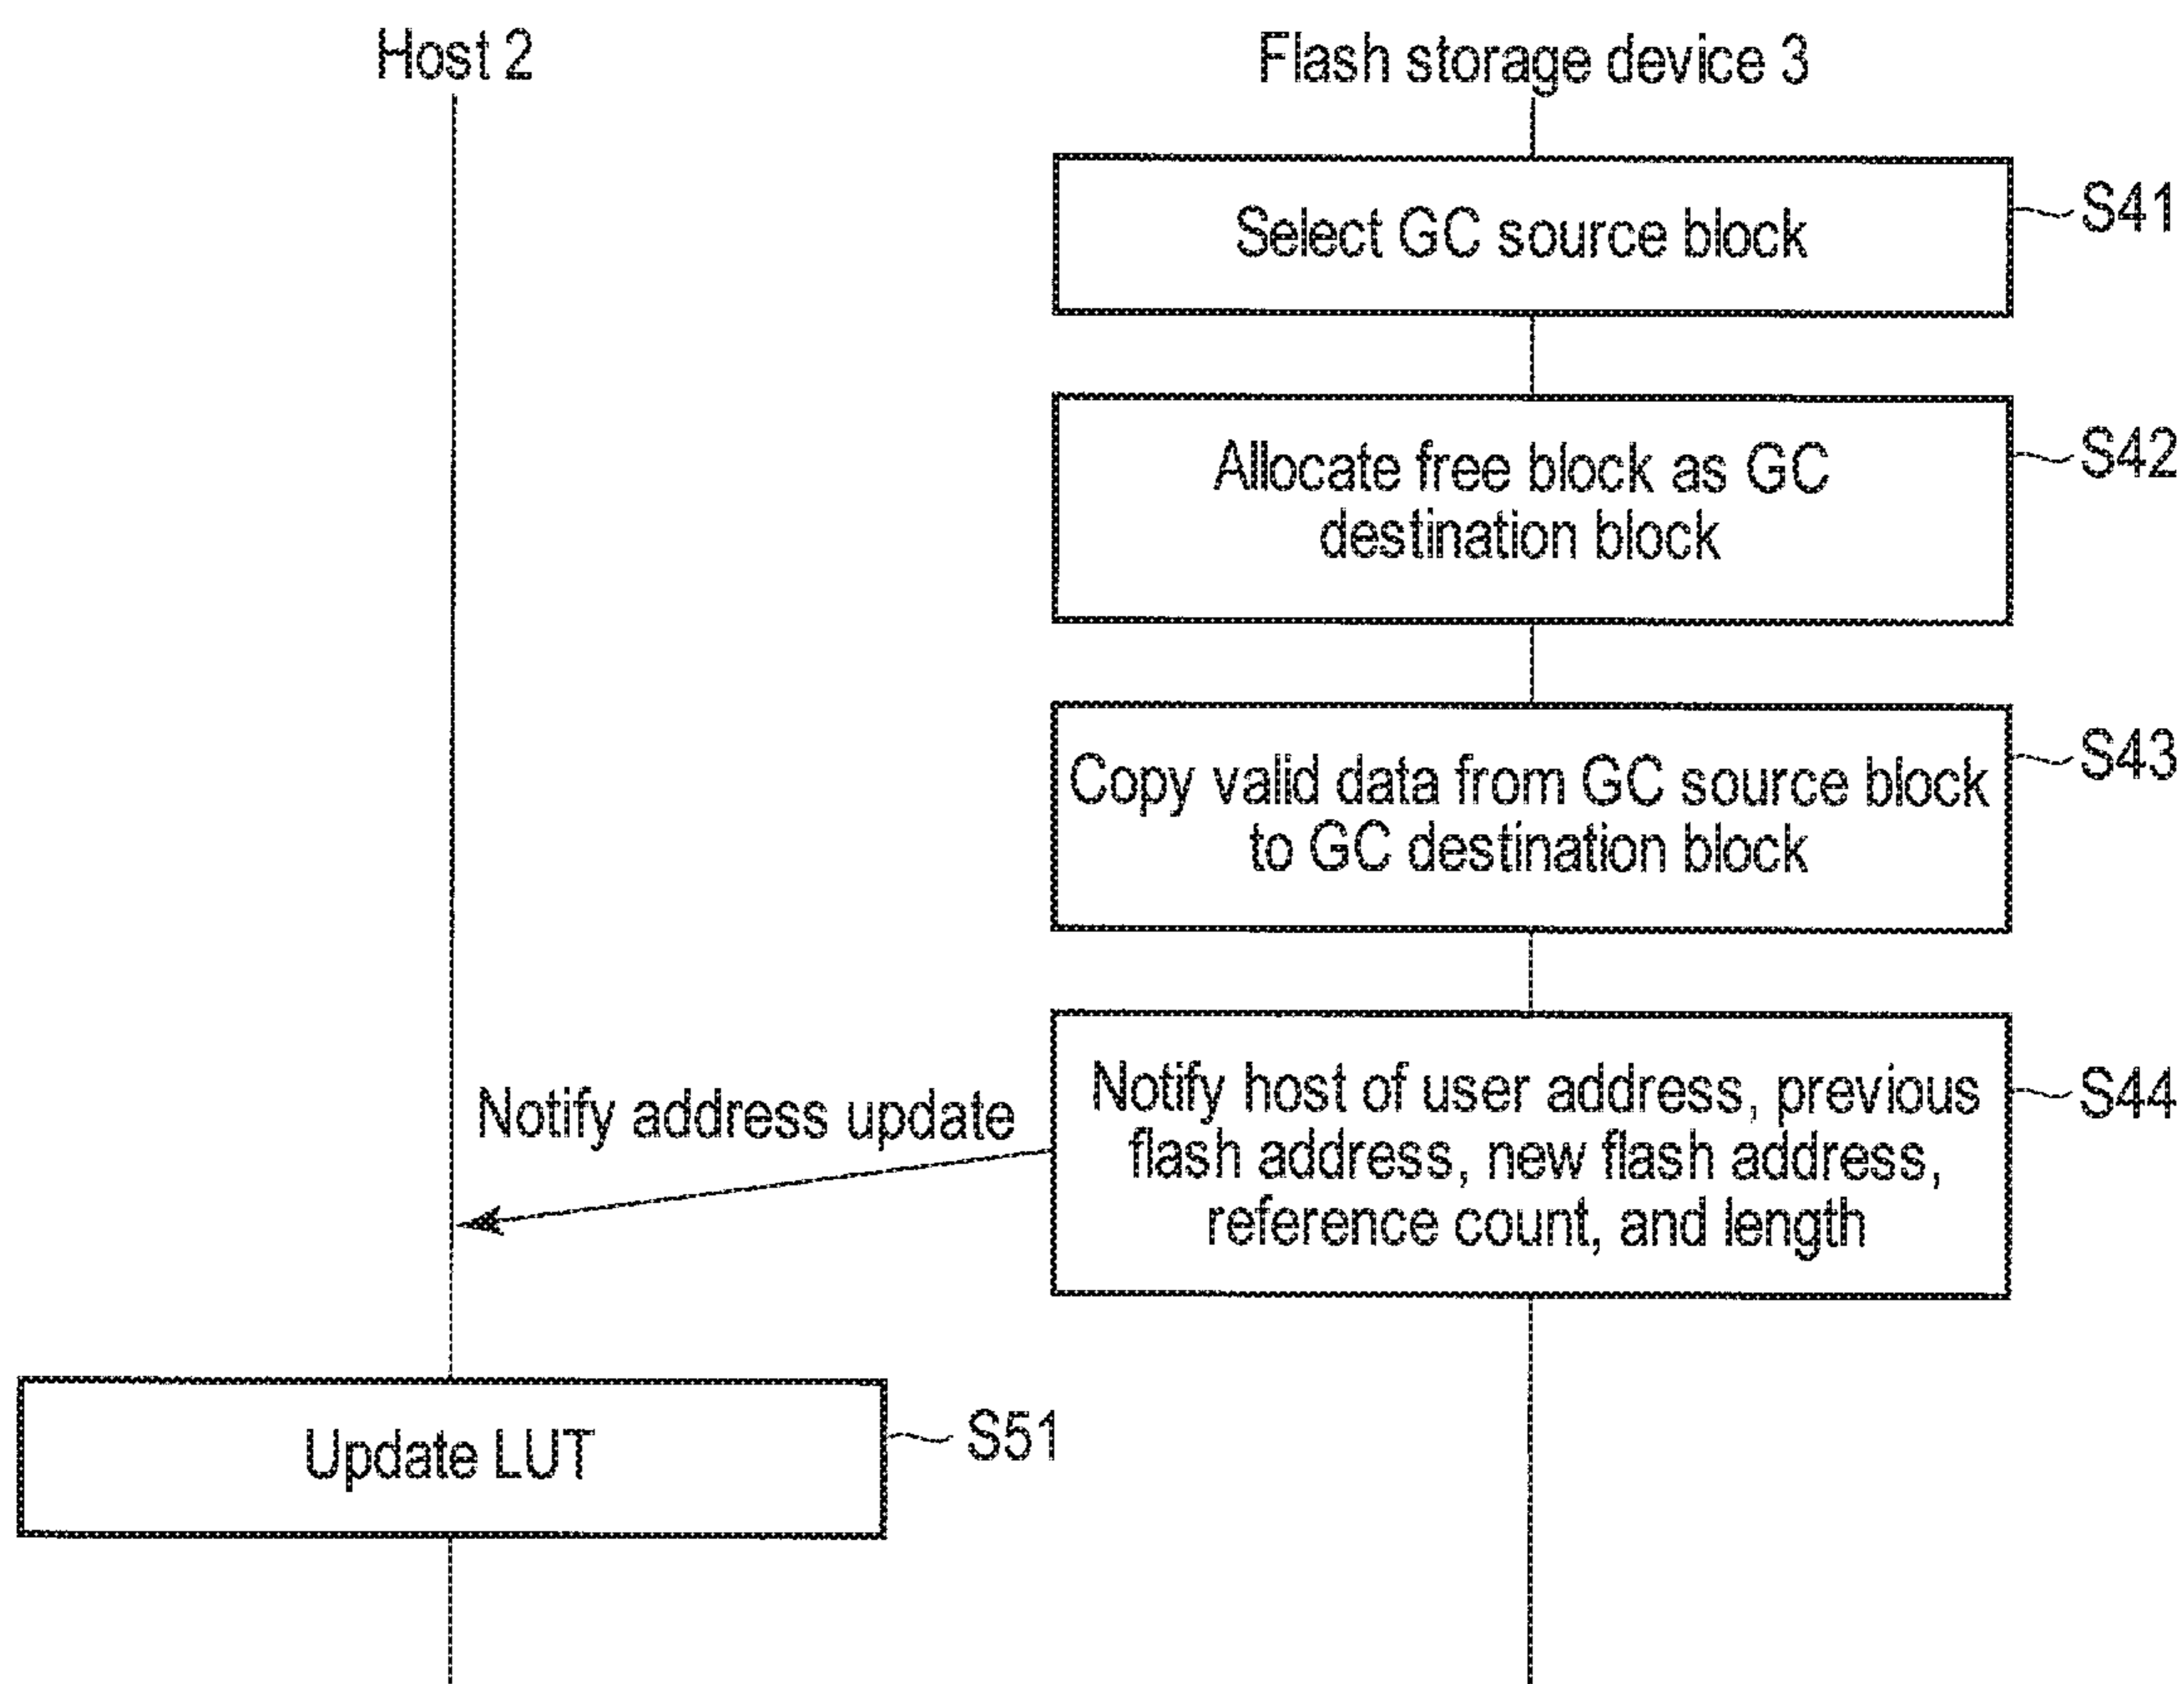 Host 2
Flash storage device 3
Select GC source block
S41
Allocate free block as GC
destination block
S42
Copy valid data from GC source block
to GC destination block
S43
Notify host of user address, previous
flash address, new flash address,
reference count, and length
S44
Notify address update
Update LUT
S51